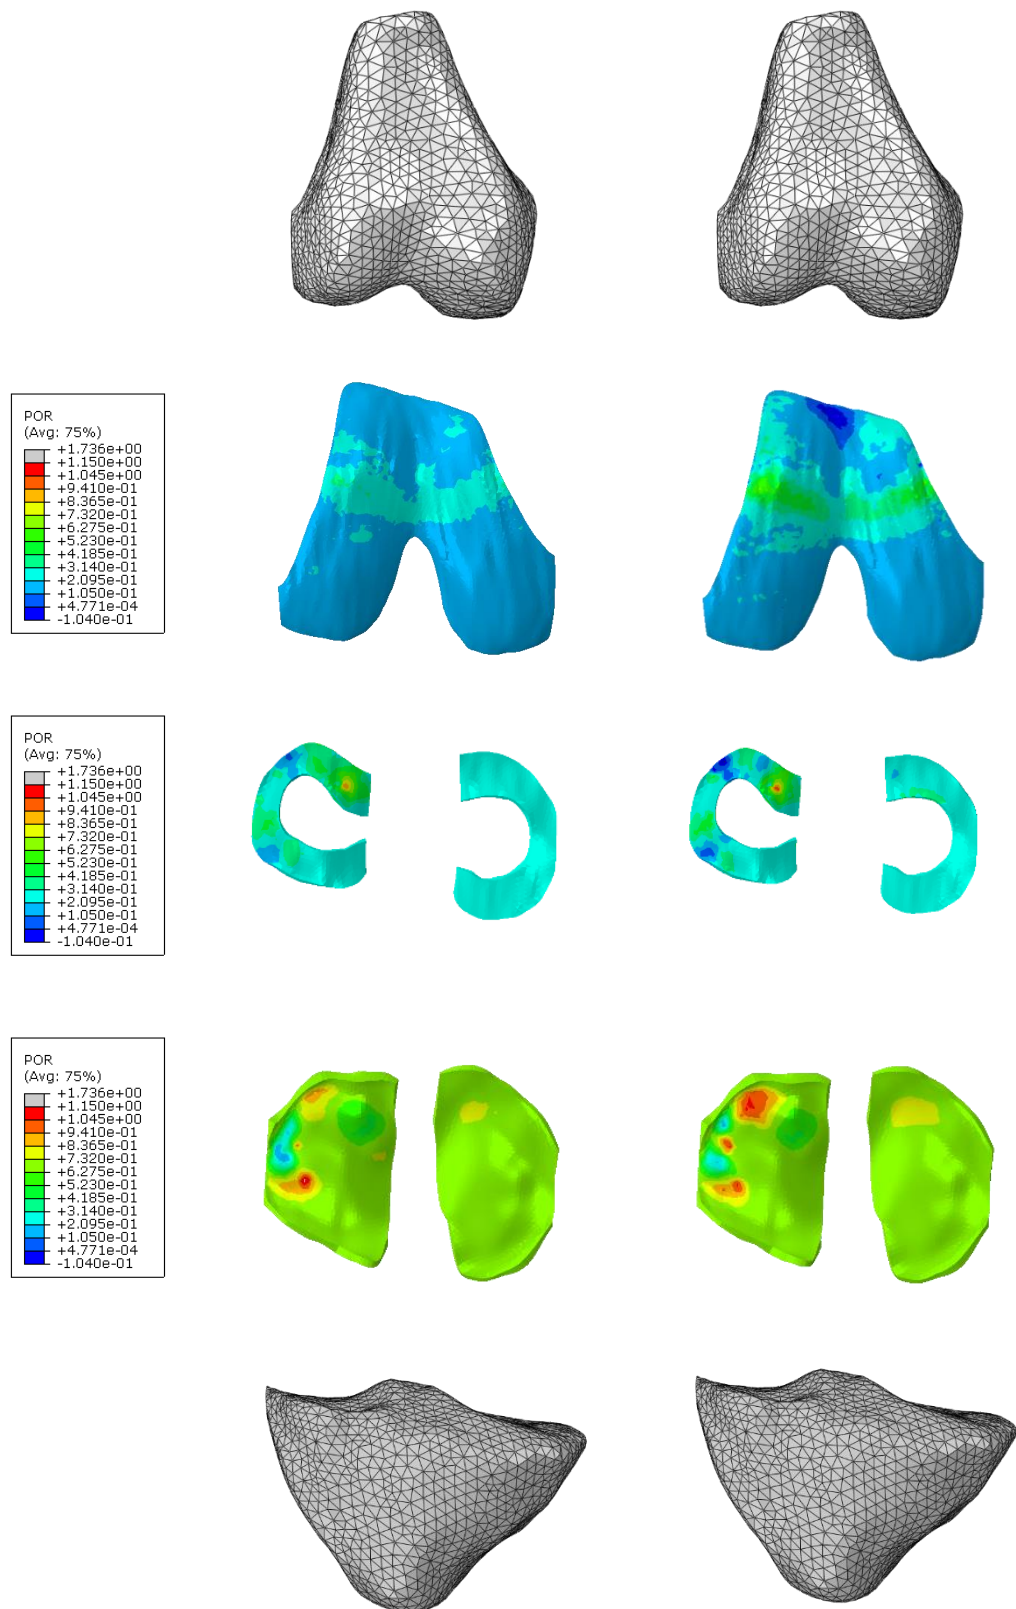 POR
(Avg: 75%)
+1.736e+00
+1.150e+00
+1.045e+00
+9.410e-01
+8.365e-01
+7.320e-01
+6.275e-01
+5.230e-01
+4.185e-01
+3.140e-01
+2.095e-01
+1.050e-01
+4.771e-04
-1.040e-01
POR
(Avg: 75%)
+1.736e+00
+1.150e+00
+1.045e+00
+9.410e-01
+8.365e-01
+7.320e-01
+6.275e-01
+5.230e-01
+4.185e-01
+3.140e-01
+2.095e-01
+1.050e-01
+4.771e-04
-1.040e-01
POR
(Avg: 75%)
+1.736e+00
+1.150e+00
+1.045e+00
+9.410e-01
+8.365e-01
+7.320e-01
+6.275e-01
+5.230e-01
+4.185e-01
+3.140e-01
+2.095e-01
+1.050e-01
+4.771e-04
-1.040e-01